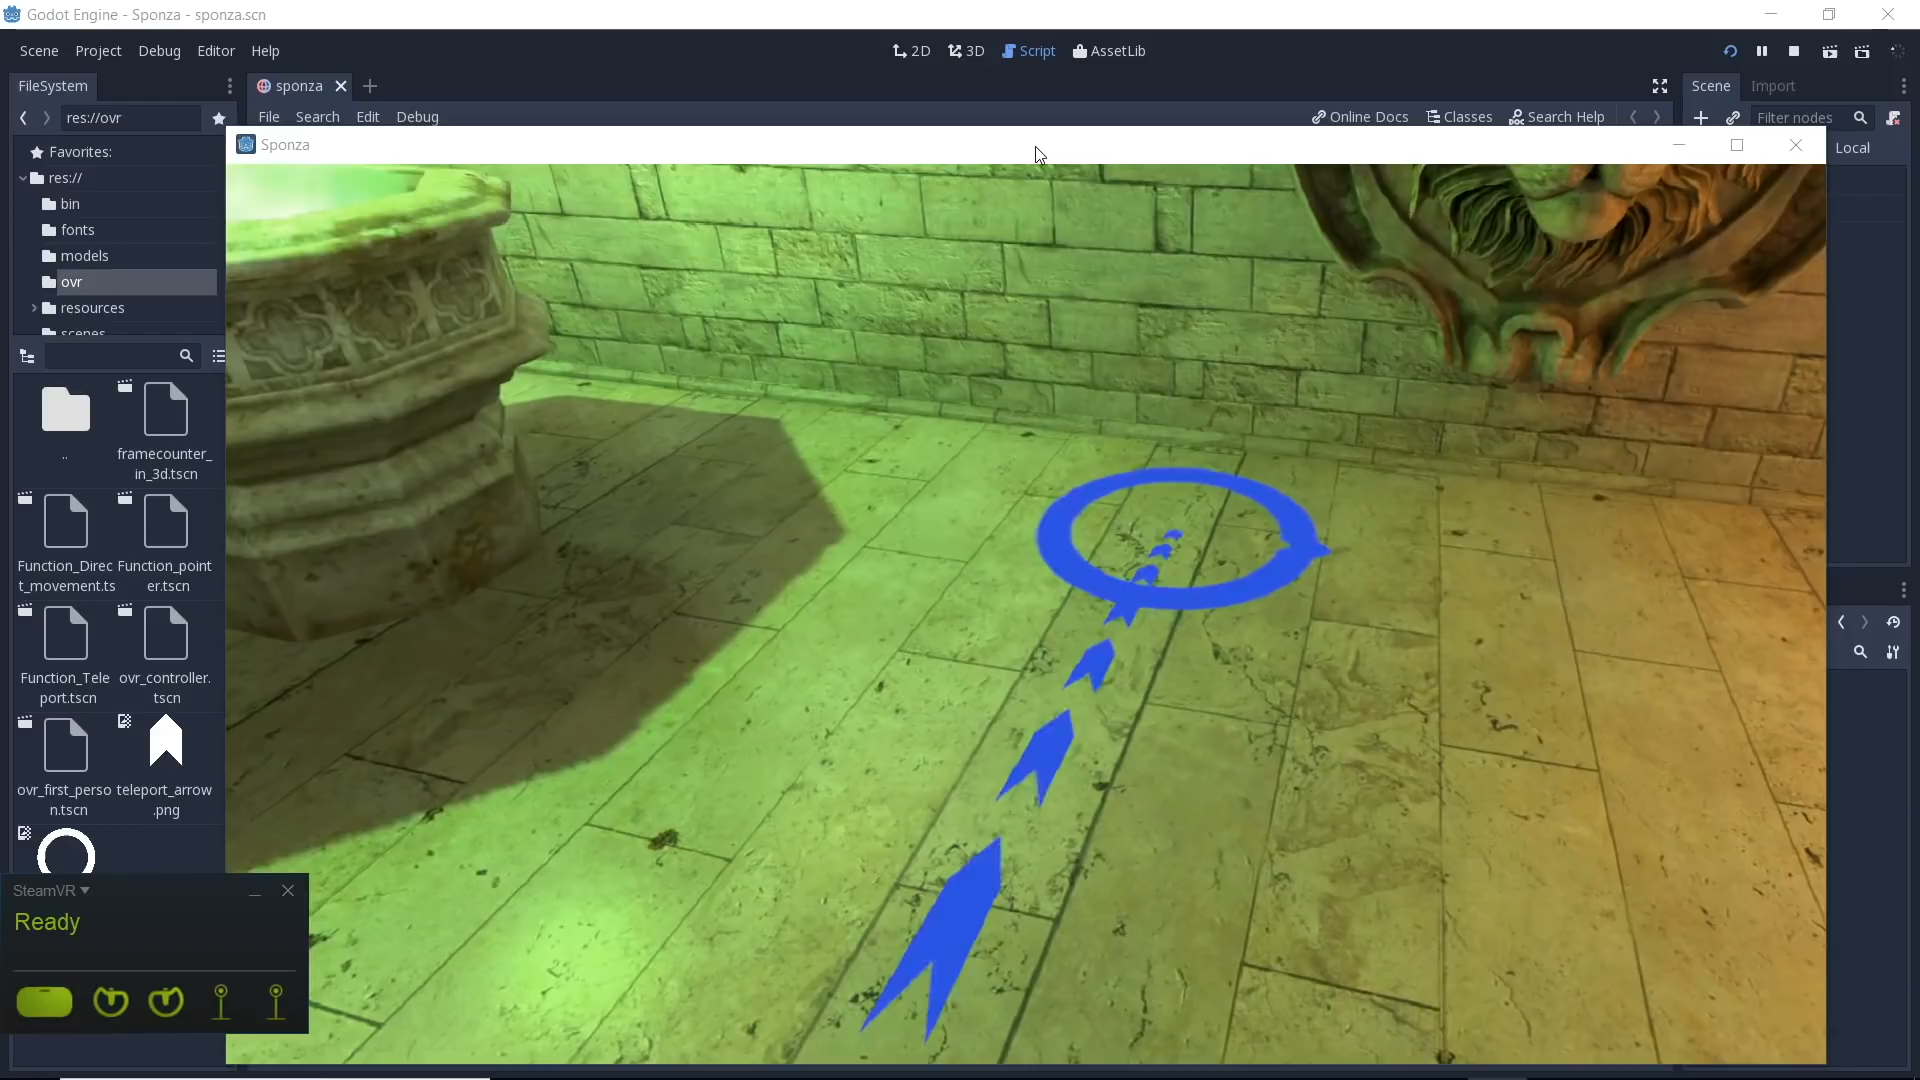 Godot Engine - Sponza - sponza.scn
Scene Project Debug Editor Help
2D 3D Script AssetLib
FileSystem
sponza
Scene Import
res://ovr
File Search Edit Debug
Online Docs Classes Search Help
Filter nodes
Favorites:
Sponza
Local
res://
bin
fonts
models
ovr
resources
scenes
..
framecounter_
in_3d.tscn
Function_Direc
t_movement.ts
Function_point
er.tscn
Function_Tele
port.tscn
ovr_controller.
tscn
ovr_first_perso
n.tscn
teleport_arrow
.png
SteamVR
Ready